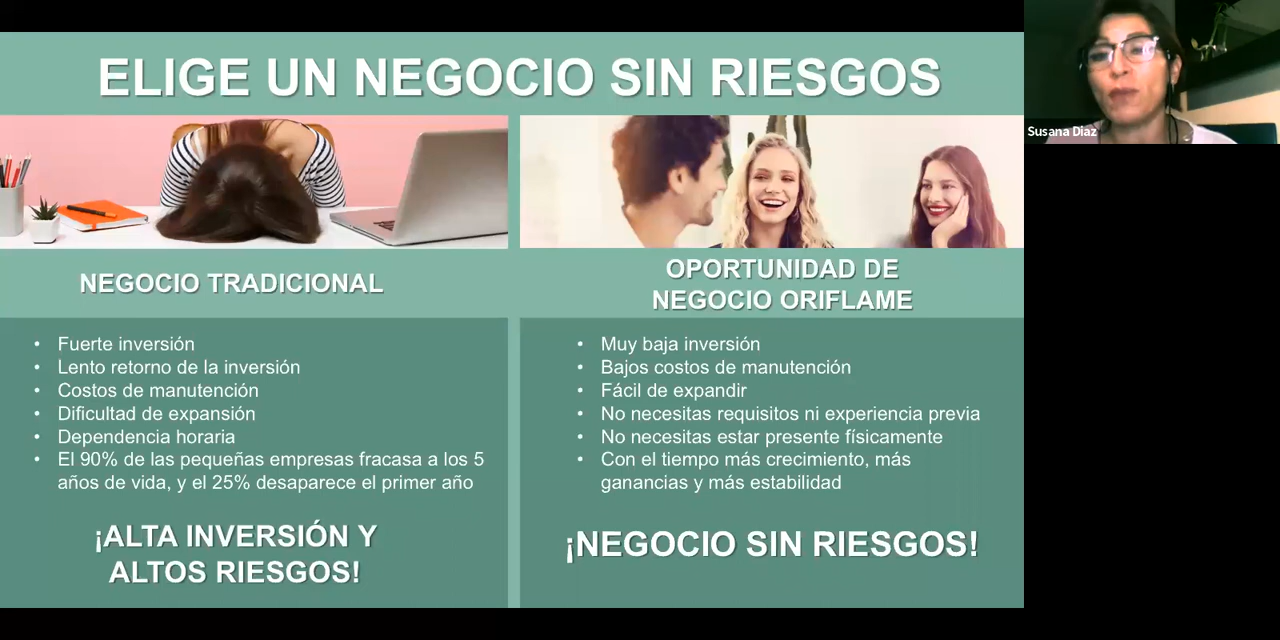 ELIGE UN NEGOCIO SIN RIESGOS
Susana Diaz
NEGOCIO TRADICIONAL
• Fuerte inversión
• Lento retorno de la inversión
• Costos de manutención
• Dificultad de expansión
• Dependencia horaria
• El 90% de las pequeñas empresas fracasa a los 5
años de vida, y el 25% desaparece el primer año
¡ALTA INVERSIÓN Y
ALTOS RIESGOS!
OPORTUNIDAD DE
NEGOCIO ORIFLAME
• Muy baja inversión
• Bajos costos de manutención
• Fácil de expandir
• No necesitas requisitos ni experiencia previa
• No necesitas estar presente físicamente
• Con el tiempo más crecimiento, más
ganancias y más estabilidad
¡NEGOCIO SIN RIESGOS!